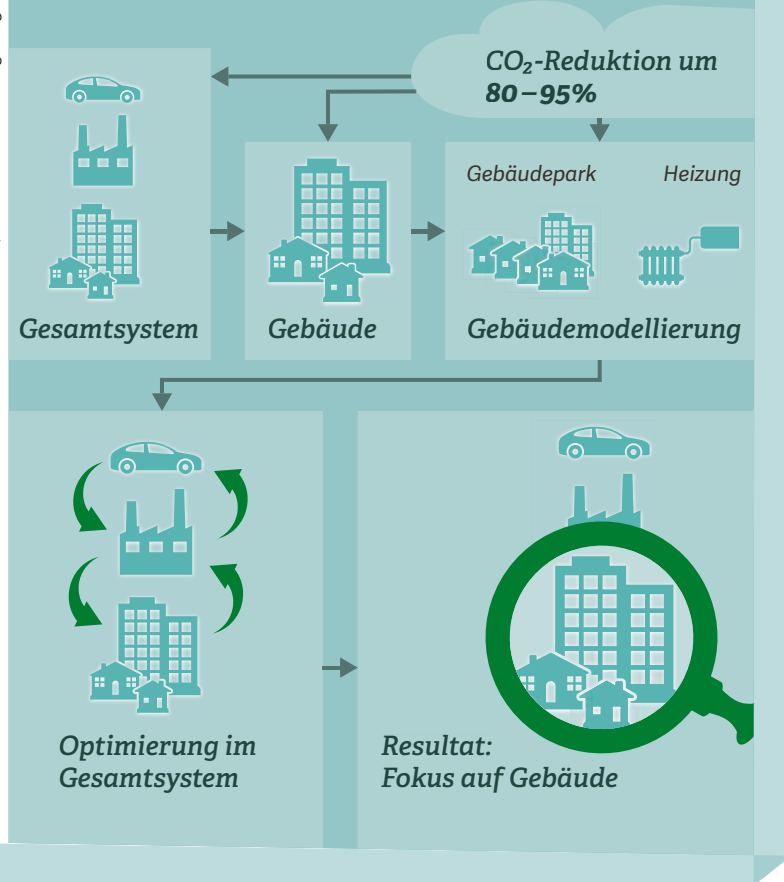 CO₂-Reduktion um
80–95%
Gebäudepark
Heizung
Gesamtsystem
Gebäude
Gebäudemodellierung
Optimierung im
Gesamtsystem
Resultat:
Fokus auf Gebäude